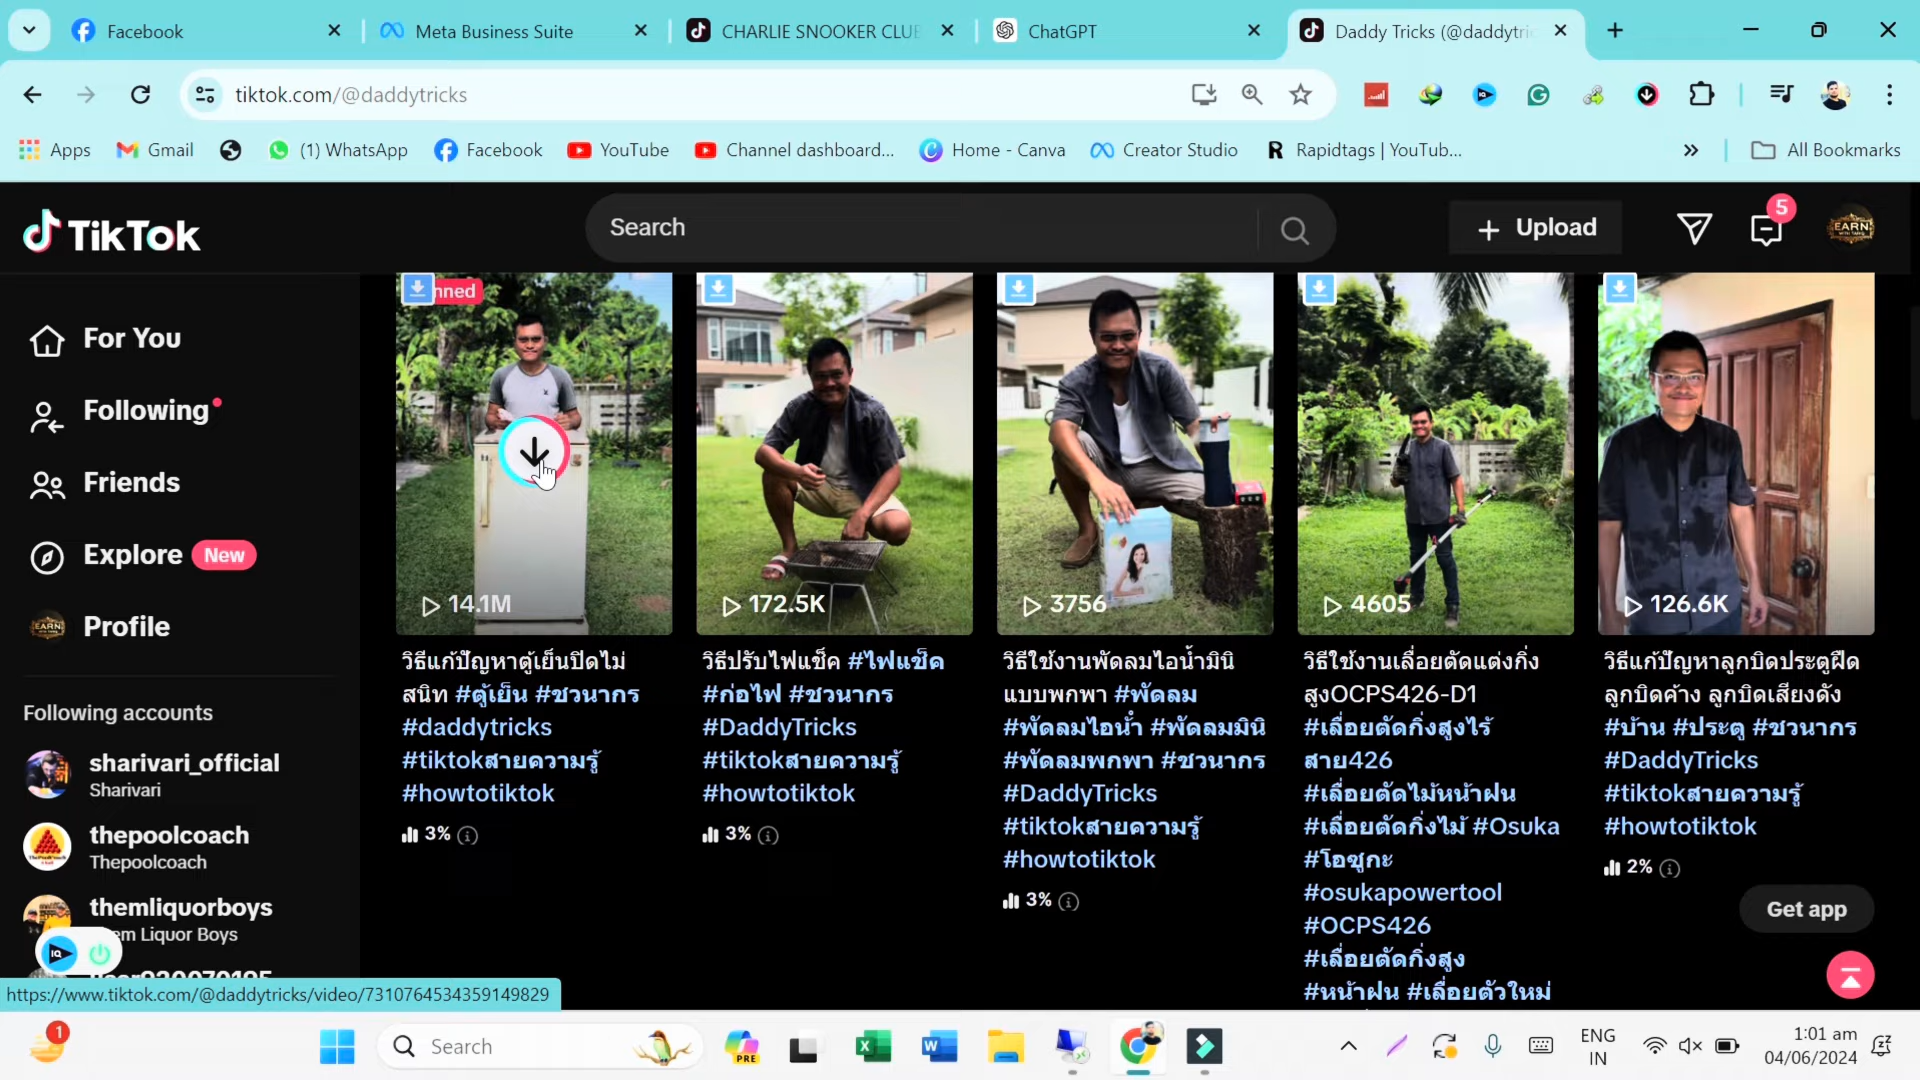 Facebook
Meta Business Suite
CHARLIE SNOOKER CLUB
ChatGPT
Daddy Tricks (@daddytric
tiktok.com/@daddytricks
Apps
Gmail
(1) WhatsApp
Facebook
YouTube
Channel dashboard...
Home - Canva
Creator Studio
Rapidtags | YouTub...
»
All Bookmarks
TikTok
Search
+ Upload
5
EARN
For You
Following
Friends
Explore New
Profile
Following accounts
sharivari_official
Sharivari
thepoolcoach
Thepoolcoach
themliquorboys
em Liquor Boys
nned
14.1M
172.5K
3756
4605
126.6K
วิธีแก้ปัญหาตู้เย็นปิดไม่
สนิท #ตู้เย็น #ชวนากร
#daddytricks
#tiktokสายความรู้
#howtotiktok
3%
วิธีปรับไฟแช็ค #ไฟแช็ค
#ก่อไฟ #ชวนากร
#DaddyTricks
#tiktokสายความรู้
#howtotiktok
3%
วิธีใช้งานพัดลมไอน้ำมินิ
แบบพกพา #พัดลม
#พัดลมไอน้ำ #พัดลมมินิ
#พัดลมพกพา #ชวนากร
#DaddyTricks
#tiktokสายความรู้
#howtotiktok
3%
วิธีใช้งานเลื่อยตัดแต่งกิ่ง
สูงOCPS426-D1
#เลื่อยตัดกิ่งสูงไร้
สาย426
#เลื่อยตัดไม้หน้าฝน
#เลื่อยตัดกิ่งไม้ #Osuka
#โอซูกะ
#osukapowertool
#OCPS426
#เลื่อยตัดกิ่งสูง
#หน้าฝน #เลื่อยตัวใหม่
วิธีแก้ปัญหาลูกบิดประตูฝืด
ลูกบิดค้าง ลูกบิดเสียงดัง
#บ้าน #ประตู #ชวนากร
#DaddyTricks
#tiktokสายความรู้
#howtotiktok
2%
Get app
https://www.tiktok.com/@daddytricks/video/7310764534359149829
1
Search
PRE
ENG
IN
1:01 am
04/06/2024